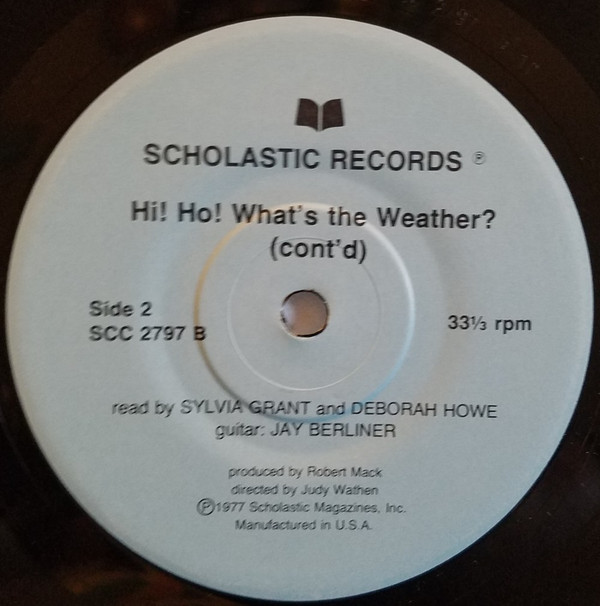 SCHOLASTIC RECORDS ℗
Hi! Ho! What's the Weather?
(cont'd)
Side 2
SCC 2797 B
33⅓ rpm
read by SYLVIA GRANT and DEBORAH HOWE
guitar: JAY BERLINER
produced by Robert Mack
directed by Judy Wathen
℗1977 Scholastic Magazines, Inc.
Manufactured in U.S.A.